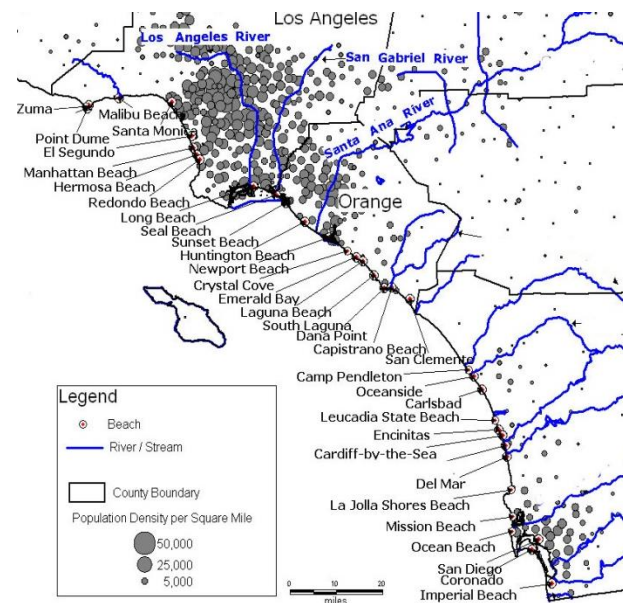 Los Angeles
Los Angeles River
San Gabriel River
Santa Ana River
Orange
Zuma
Malibu Beach
Point Dume
Santa Monica
El Segundo
Manhattan Beach
Hermosa Beach
Redondo Beach
Long Beach
Seal Beach
Sunset Beach
Huntington Beach
Newport Beach
Crystal Cove
Emerald Bay
Laguna Beach
South Laguna
Dana Point
Capistrano Beach
San Clemento
Camp Pendleton
Oceanside
Carlsbad
Leucadia State Beach
Encinitas
Cardiff-by-the-Sea
Del Mar
La Jolla Shores Beach
Mission Beach
Ocean Beach
San Diego
Coronado
Imperial Beach
Legend
Beach
River / Stream
County Boundary
Population Density per Square Mile
50,000
25,000
5,000
0 10 20
miles